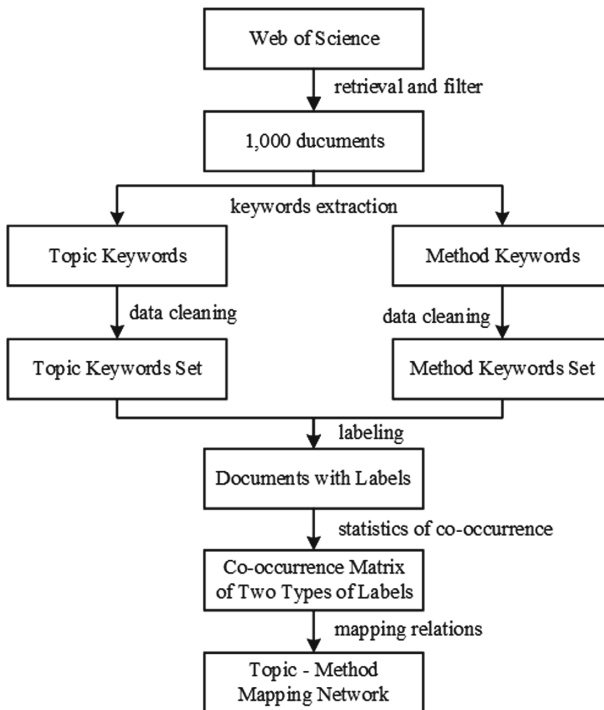 Web of Science
retrieval and filter
1,000 ducuments
keywords extraction
Topic Keywords
Method Keywords
data cleaning
data cleaning
Topic Keywords Set
Method Keywords Set
labeling
Documents with Labels
statistics of co-occurrence
Co-occurrence Matrix
of Two Types of Labels
mapping relations
Topic - Method
Mapping Network